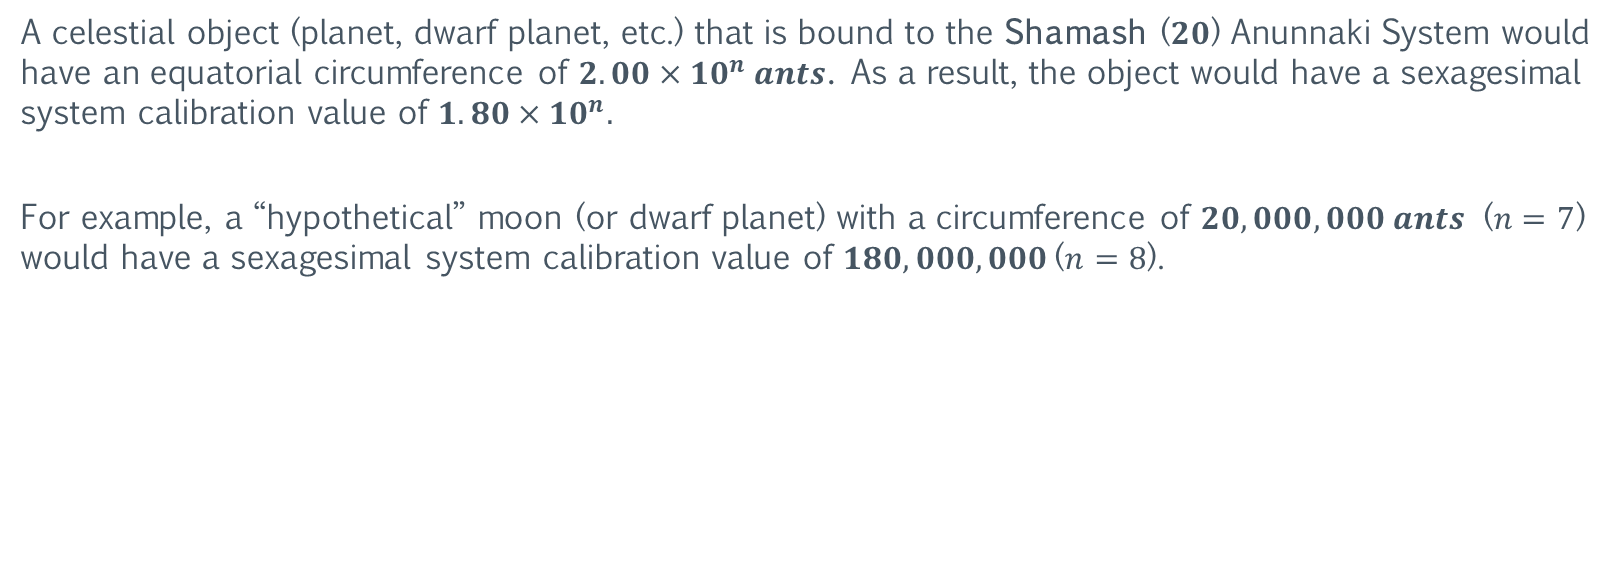 A celestial object (planet, dwarf planet, etc.) that is bound to the Shamash (20) Anunnaki System would
have an equatorial circumference of 2.00 × 10ⁿ ants. As a result, the object would have a sexagesimal
system calibration value of 1.80 × 10ⁿ.
For example, a “hypothetical” moon (or dwarf planet) with a circumference of 20,000,000 ants (n = 7)
would have a sexagesimal system calibration value of 180,000,000 (n = 8).